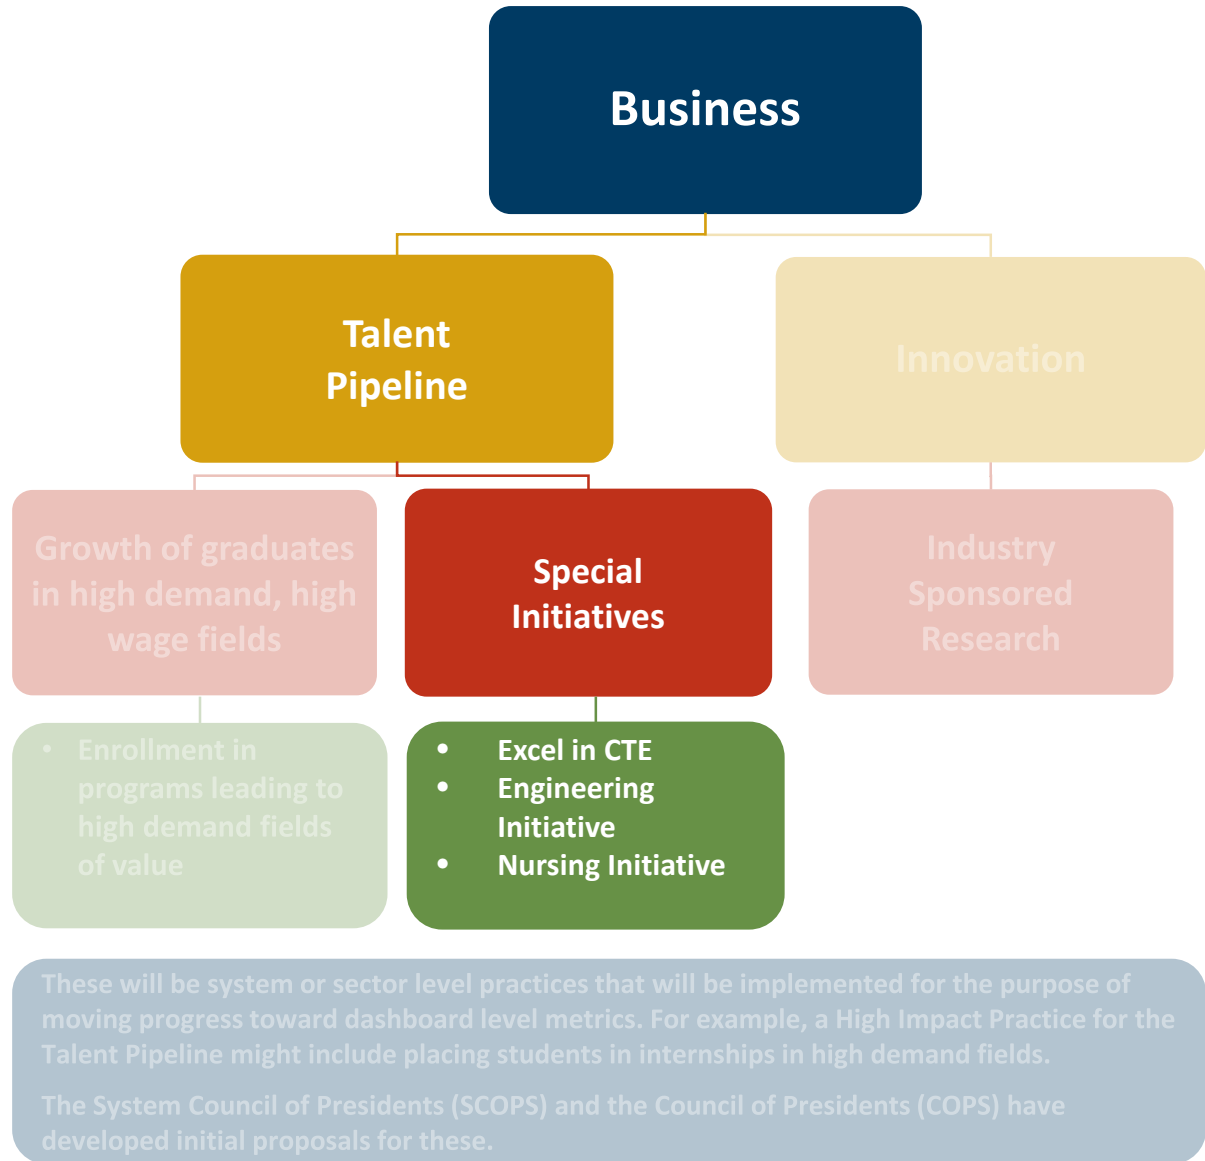 Business
Talent
Pipeline
Innovation
Growth of graduates
in high demand, high
wage fields
Special
Initiatives
Industry
Sponsored
Research
• Enrollment in
programs leading to
high demand fields
of value
• Excel in CTE
• Engineering
Initiative
• Nursing Initiative
These will be system or sector level practices that will be implemented for the purpose of
moving progress toward dashboard level metrics. For example, a High Impact Practice for the
Talent Pipeline might include placing students in internships in high demand fields.
The System Council of Presidents (SCOPS) and the Council of Presidents (COPS) have
developed initial proposals for these.